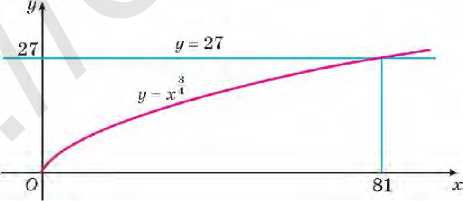 y
27
y = 27
y = x^{3/4}
O
81
x